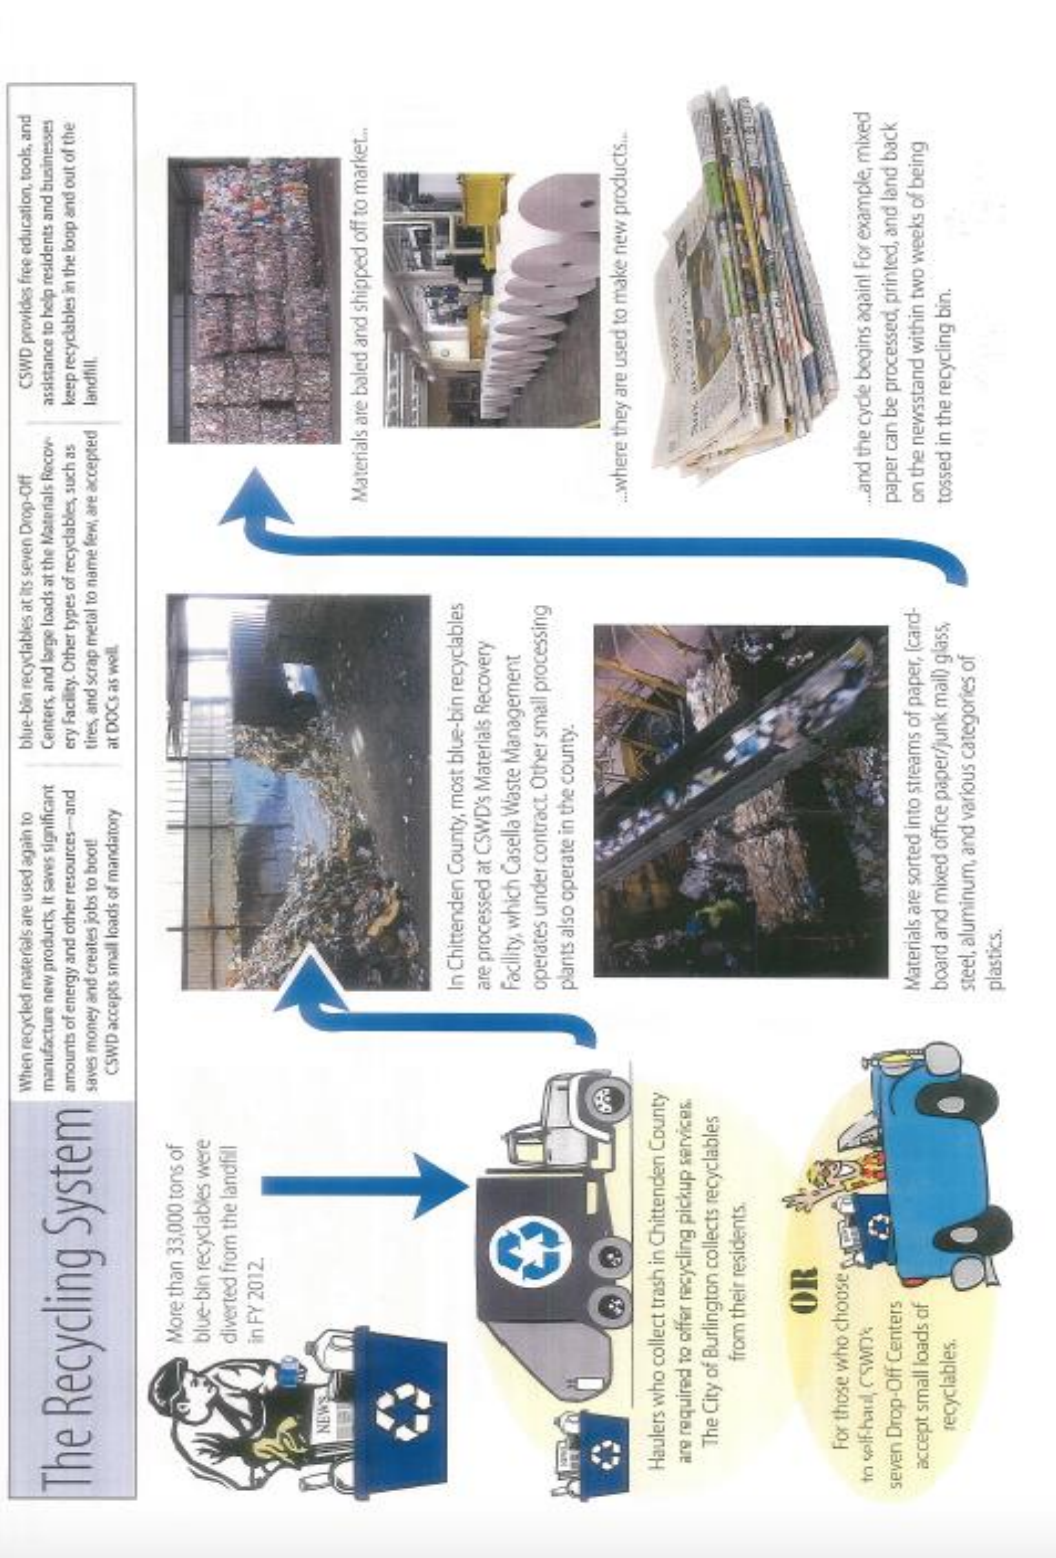 The Recycling System
When recycled materials are used again to
manufacture new products, it saves significant
amounts of energy and other resources—and
saves money and creates jobs to boot!
CSWD accepts small loads of mandatory
blue-bin recyclables at its seven Drop-Off
Centers, and large loads at the Materials Recov-
ery Facility. Other types of recyclables, such as
tires, and scrap metal to name few, are accepted
at DOCs as well.
CSWD provides free education, tools, and
assistance to help residents and businesses
keep recyclables in the loop and out of the
landfill.
More than 33,000 tons of
blue-bin recyclables were
diverted from the landfill
in FY 2012.
NEWS
Haulers who collect trash in Chittenden County
are required to offer recycling pickup services.
The City of Burlington collects recyclables
from their residents.
OR
For those who choose
to self-haul, CSWD's
seven Drop-Off Centers
accept small loads of
recyclables.
In Chittenden County, most blue-bin recyclables
are processed at CSWD's Materials Recovery
Facility, which Casella Waste Management
operates under contract. Other small processing
plants also operate in the county.
Materials are sorted into streams of paper, (card-
board and mixed office paper/junk mail) glass,
steel, aluminum, and various categories of
plastics.
Materials are baled and shipped off to market...
...where they are used to make new products...
...and the cycle begins again! For example, mixed
paper can be processed, printed, and land back
on the newsstand within two weeks of being
tossed in the recycling bin.